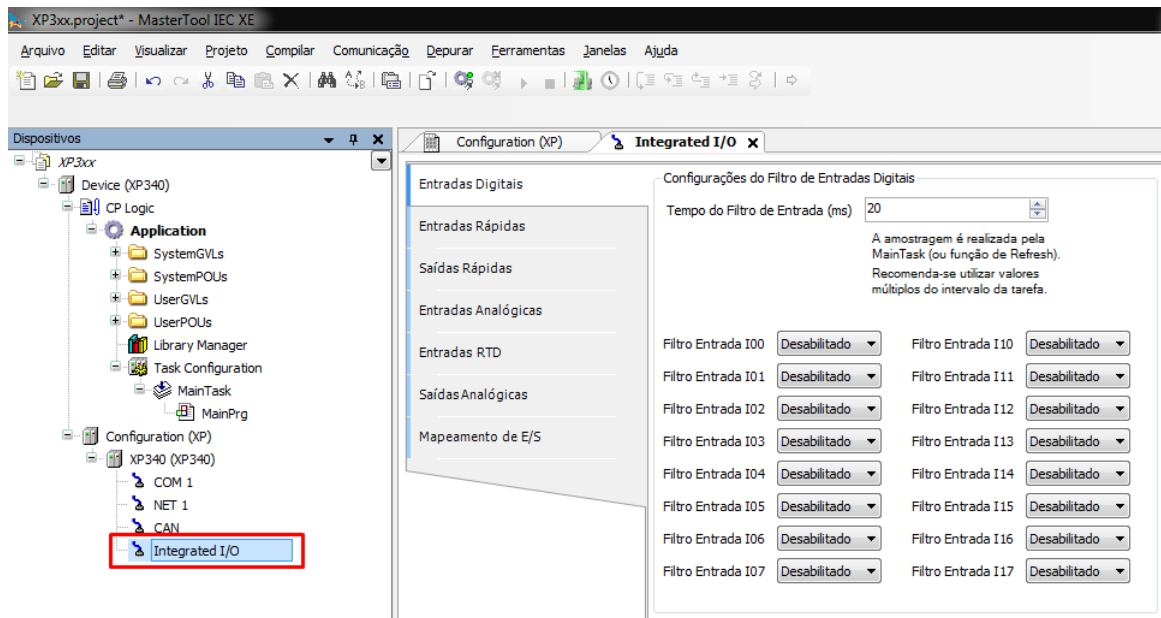 XP3xx.project* - MasterTool IEC XE
Arquivo Editar Visualizar Projeto Compilar Comunicação Depurar Ferramentas Janelas Ajuda
Dispositivos
XP3xx
Device (XP340)
CP Logic
Application
SystemGVLs
SystemPOUs
UserGVLs
UserPOUs
Library Manager
Task Configuration
MainTask
MainPrg
Configuration (XP)
XP340 (XP340)
COM 1
NET 1
CAN
Integrated I/O
Configuration (XP) Integrated I/O
Entradas Digitais
Entradas Rápidas
Saídas Rápidas
Entradas Analógicas
Entradas RTD
Saídas Analógicas
Mapeamento de E/S
Configurações do Filtro de Entradas Digitais
Tempo do Filtro de Entrada (ms) 20
A amostragem é realizada pela
MainTask (ou função de Refresh).
Recomenda-se utilizar valores
múltiplos do intervalo da tarefa.
Filtro Entrada I00 Desabilitado Filtro Entrada I10 Desabilitado
Filtro Entrada I01 Desabilitado Filtro Entrada I11 Desabilitado
Filtro Entrada I02 Desabilitado Filtro Entrada I12 Desabilitado
Filtro Entrada I03 Desabilitado Filtro Entrada I13 Desabilitado
Filtro Entrada I04 Desabilitado Filtro Entrada I14 Desabilitado
Filtro Entrada I05 Desabilitado Filtro Entrada I15 Desabilitado
Filtro Entrada I06 Desabilitado Filtro Entrada I16 Desabilitado
Filtro Entrada I07 Desabilitado Filtro Entrada I17 Desabilitado